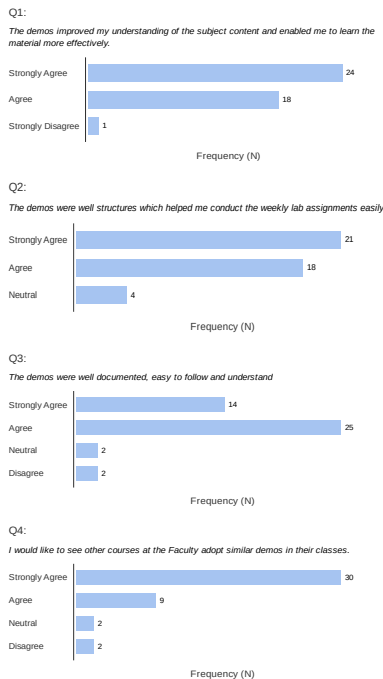 Q1:
The demos improved my understanding of the subject content and enabled me to learn the
material more effectively.
Strongly Agree 24
Agree 18
Strongly Disagree 1
Frequency (N)
Q2:
The demos were well structures which helped me conduct the weekly lab assignments easily
Strongly Agree 21
Agree 18
Neutral 4
Frequency (N)
Q3:
The demos were well documented, easy to follow and understand
Strongly Agree 14
Agree 25
Neutral 2
Disagree 2
Frequency (N)
Q4:
I would like to see other courses at the Faculty adopt similar demos in their classes.
Strongly Agree 30
Agree 9
Neutral 2
Disagree 2
Frequency (N)